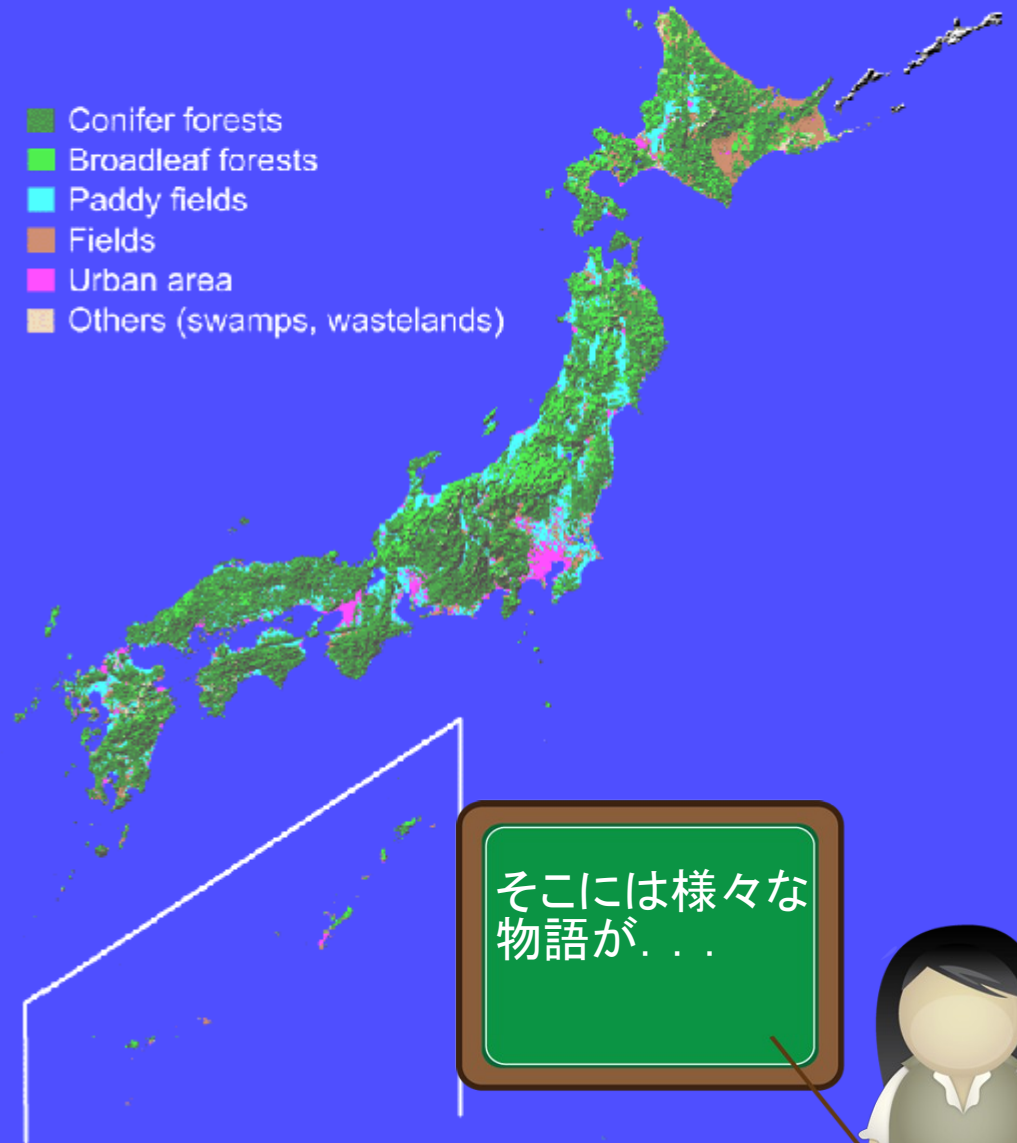 Conifer forests
Broadleaf forests
Paddy fields
Fields
Urban area
Others (swamps, wastelands)
そこには様々な
物語が. . .